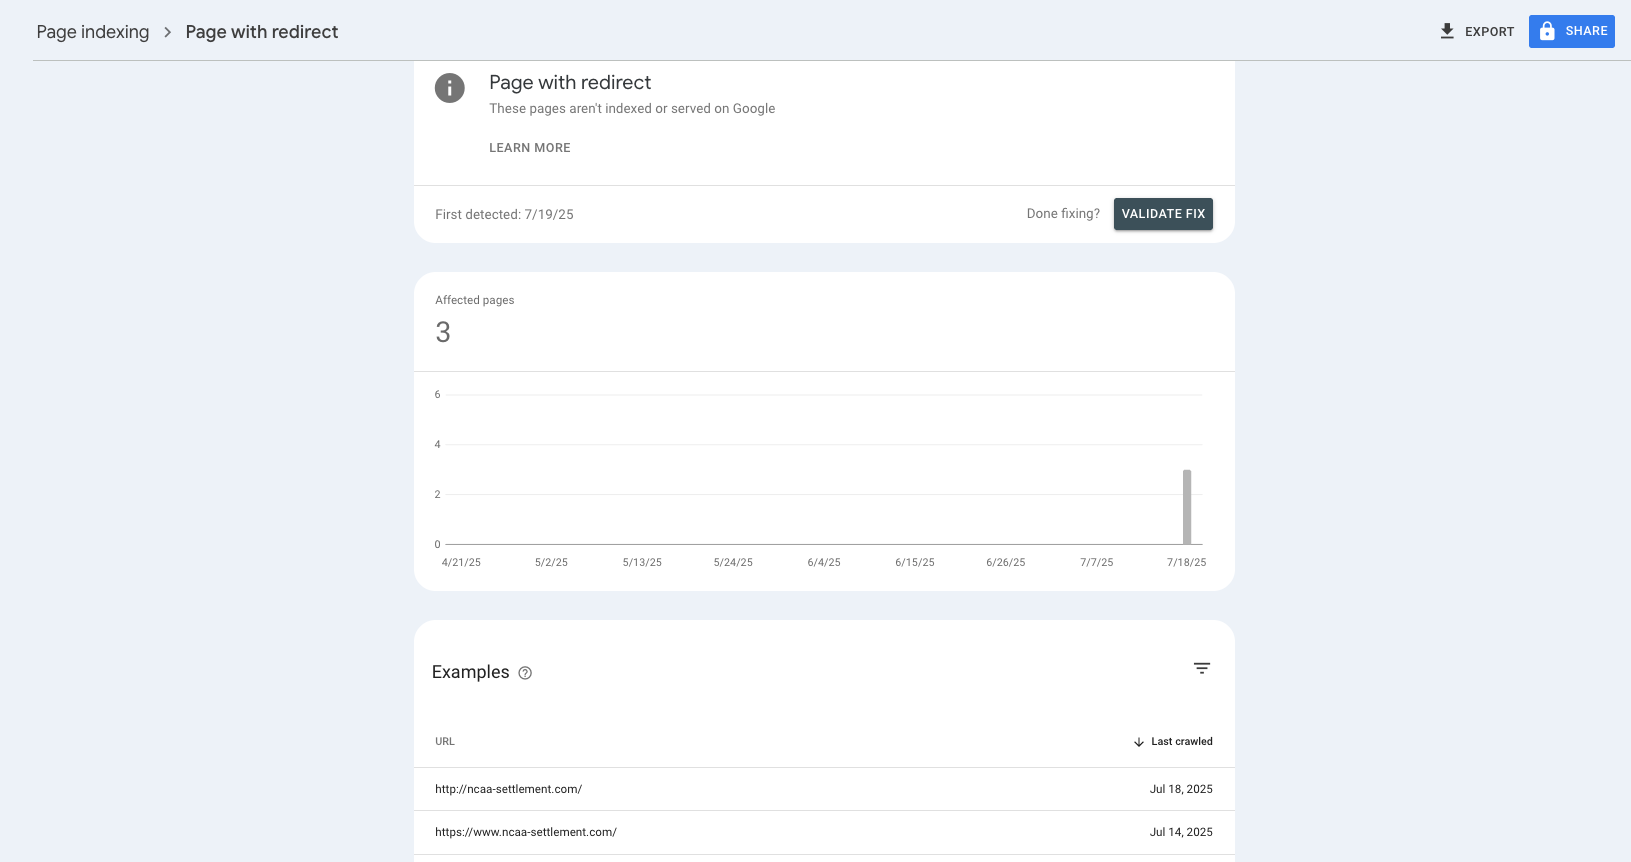 Page indexing > Page with redirect
EXPORT
SHARE
Page with redirect
These pages aren't indexed or served on Google
LEARN MORE
First detected: 7/19/25
Done fixing?
VALIDATE FIX
Affected pages
3
6
4
2
0
4/21/25 5/2/25 5/13/25 5/24/25 6/4/25 6/15/25 6/26/25 7/7/25 7/18/25
Examples
URL
Last crawled
http://ncaa-settlement.com/ Jul 18, 2025
https://www.ncaa-settlement.com/ Jul 14, 2025